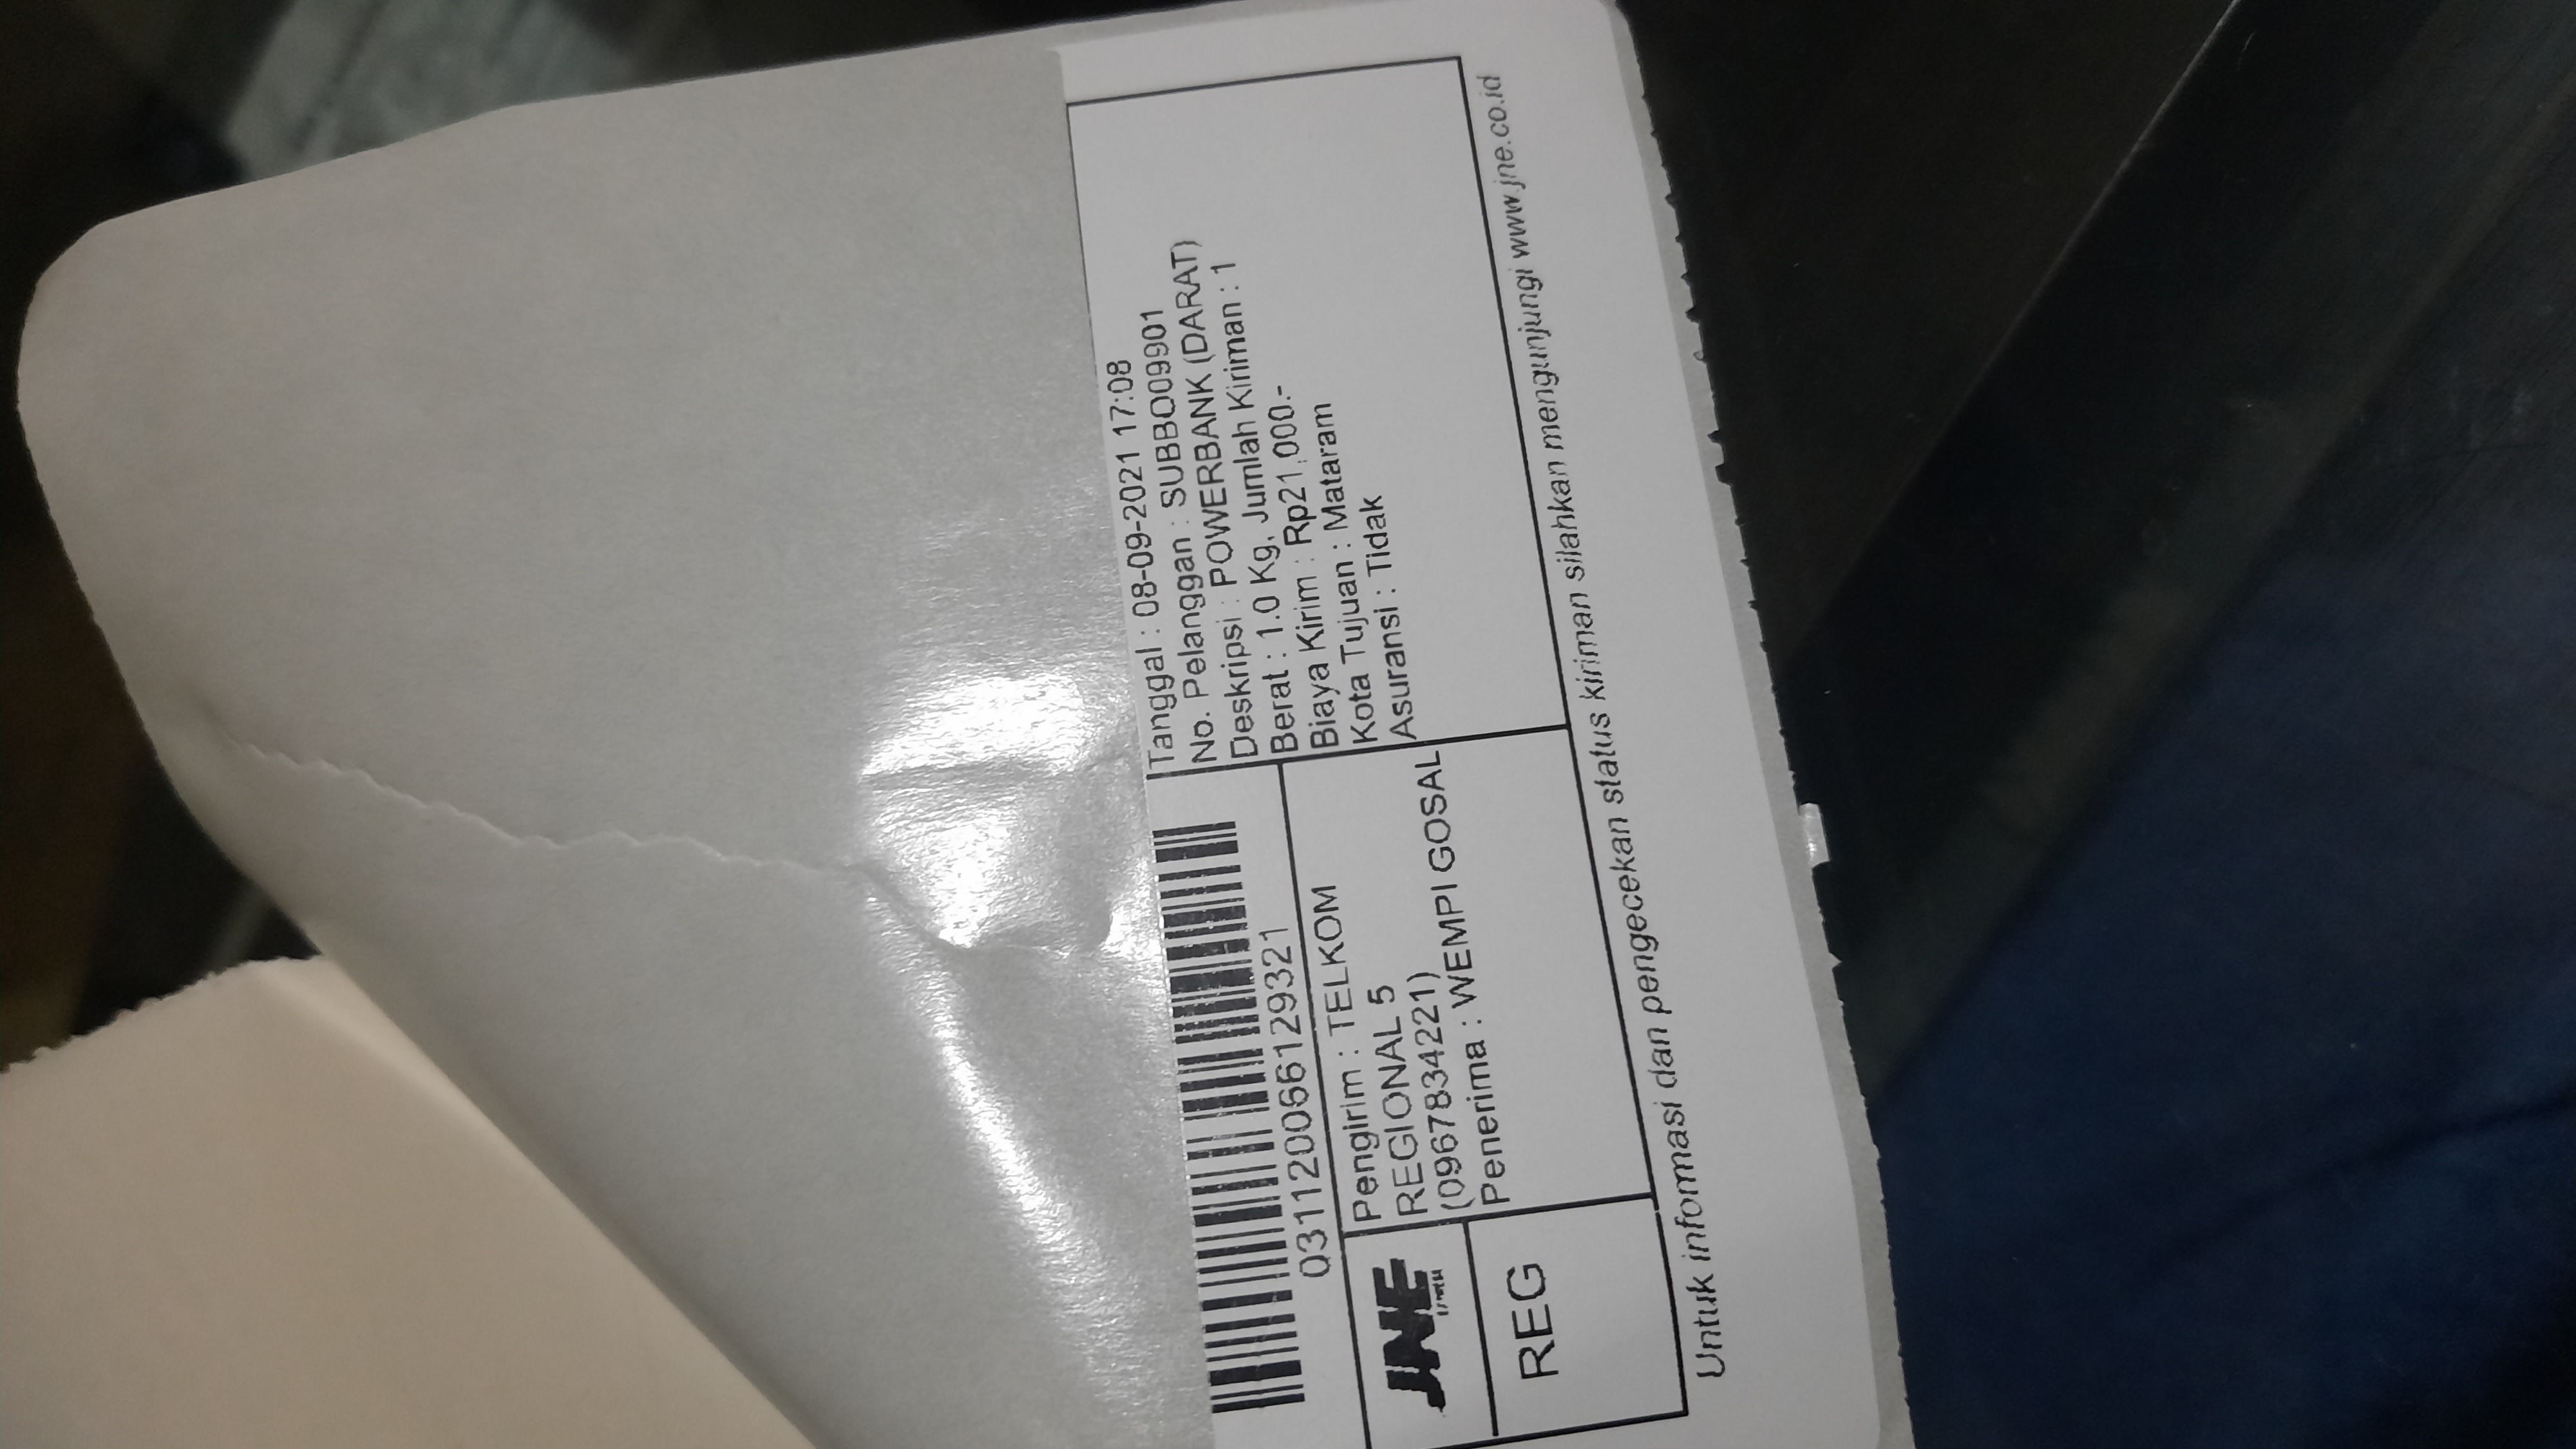 031120066129321
JNE
REG
Pengirim : TELKOM
REGIONAL 5
(0967834221)
Penerima : WEMPI GOSAL
Tanggal : 08-09-2021 17:08
No. Pelanggan : SUBBO09901
Deskripsi : POWERBANK (DARAT)
Berat : 1.0 Kg, Jumlah Kiriman : 1
Biaya Kirim : Rp21,000.-
Kota Tujuan : Mataram
Asuransi : Tidak
Untuk informasi dan pengecekan status kiriman silahkan mengunjungi www.jne.co.id